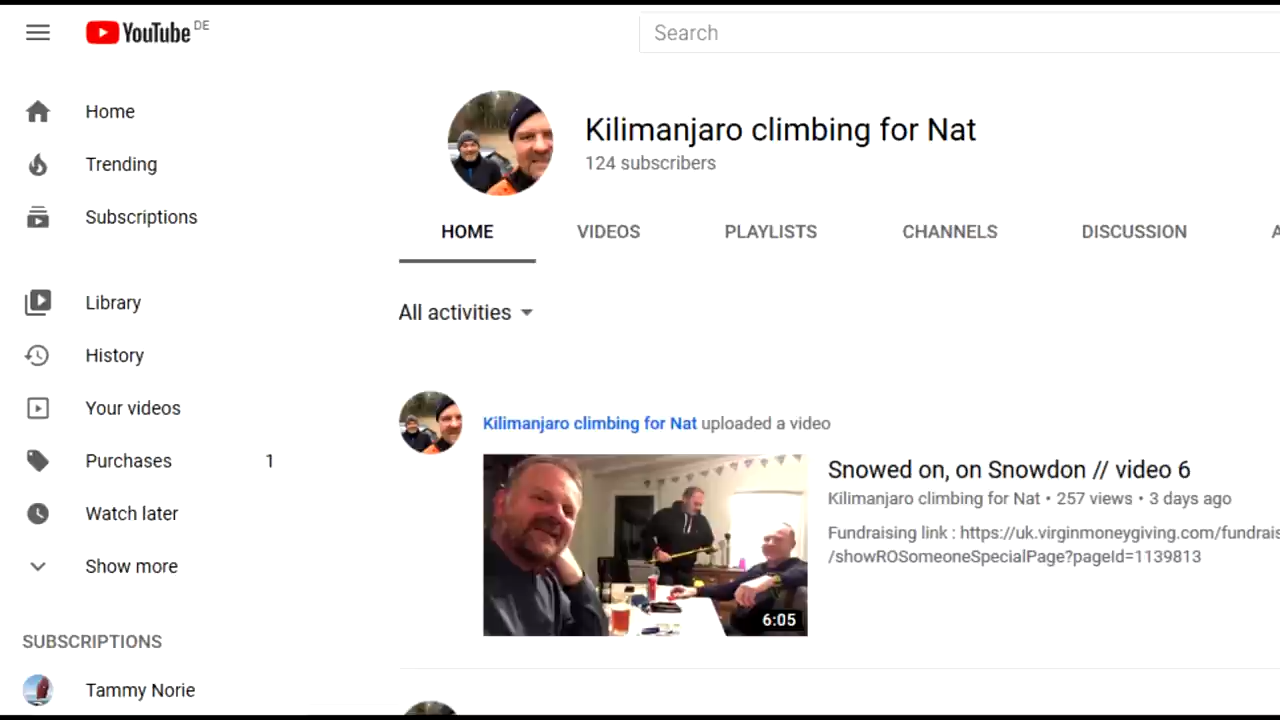 YouTube DE
Search
Home
Trending
Subscriptions
Library
History
Your videos
Purchases 1
Watch later
Show more
SUBSCRIPTIONS
Tammy Norie
Kilimanjaro climbing for Nat
124 subscribers
HOME VIDEOS PLAYLISTS CHANNELS DISCUSSION A
All activities
Kilimanjaro climbing for Nat uploaded a video
6:05
Snowed on, on Snowdon // video 6
Kilimanjaro climbing for Nat • 257 views • 3 days ago
Fundraising link : https://uk.virginmoneygiving.com/fundrais
/showROSomeoneSpecialPage?pageId=1139813